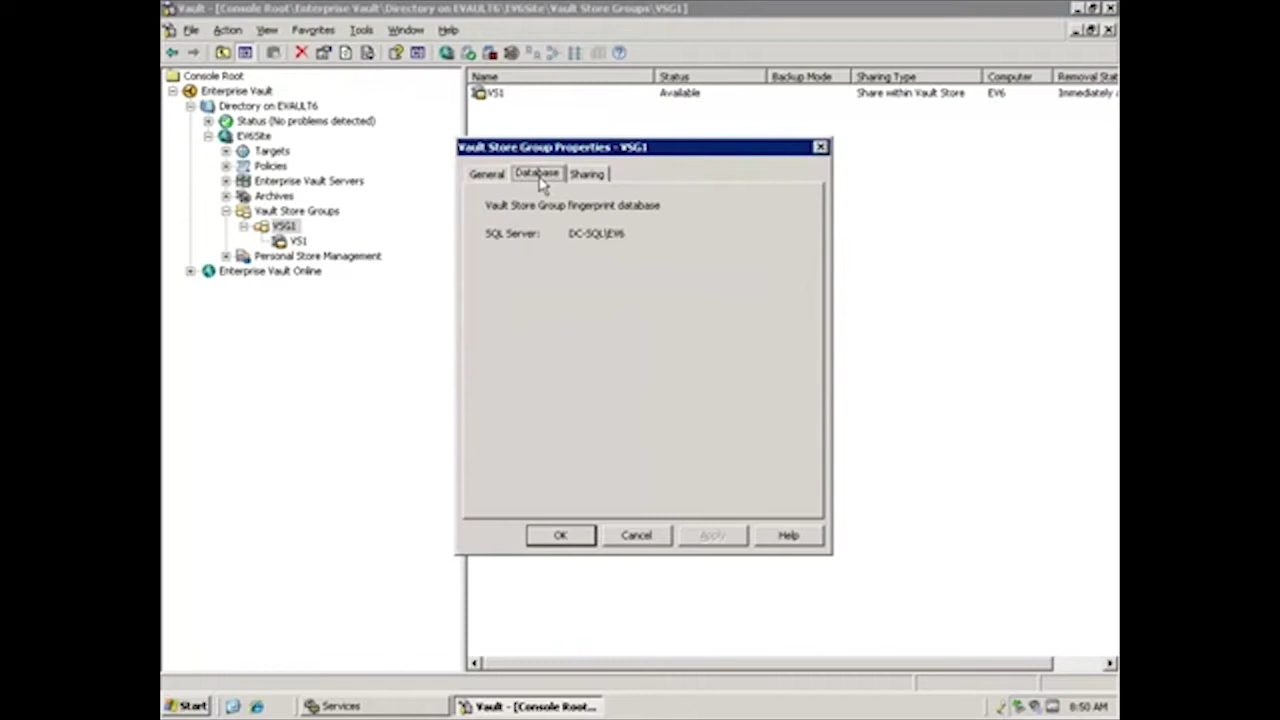 Vault - [Console Root\Enterprise Vault\Directory on EVAULT6\EV6Site\Vault Store Groups\VSG1]
File Action View Favorites Tools Window Help
Console Root
Enterprise Vault
Directory on EVAULT6
Status (No problems detected)
EV6Site
Targets
Policies
Enterprise Vault Servers
Archives
Vault Store Groups
VSG1
VS1
Personal Store Management
Enterprise Vault Online
Name Status Backup Mode Sharing Type Computer Removal Stat
VS1 Available Share within Vault Store EV6 Immediately
Vault Store Group Properties - VSG1
General Database Sharing
Vault Store Group fingerprint database
SQL Server: DC-SQL\EV6
OK Cancel Apply Help
Start Services Vault - [Console Root... 8:50 AM